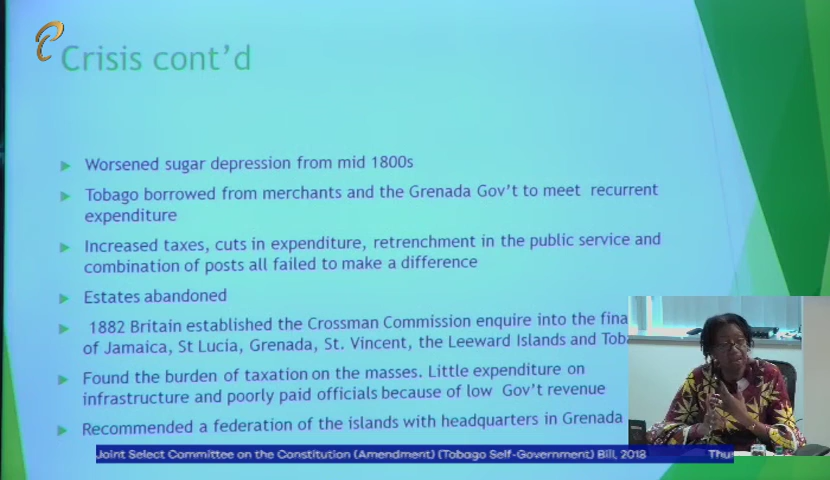 Crisis cont'd
Worsened sugar depression from mid 1800s
Tobago borrowed from merchants and the Grenada Gov't to meet recurrent
expenditure
Increased taxes, cuts in expenditure, retrenchment in the public service and
combination of posts all failed to make a difference
Estates abandoned
1882 Britain established the Crossman Commission enquire into the
of Jamaica, St Lucia, Grenada, St. Vincent, the Leeward Islands and
Found the burden of taxation on the masses. Little expenditure on
infrastructure and poorly paid officials because of low Gov't revenue
Recommended a federation of the islands with headquarters in Grenada
Joint Select Committee on the Constitution (Amendment) (Tobago Self-Government) Bill, 2018